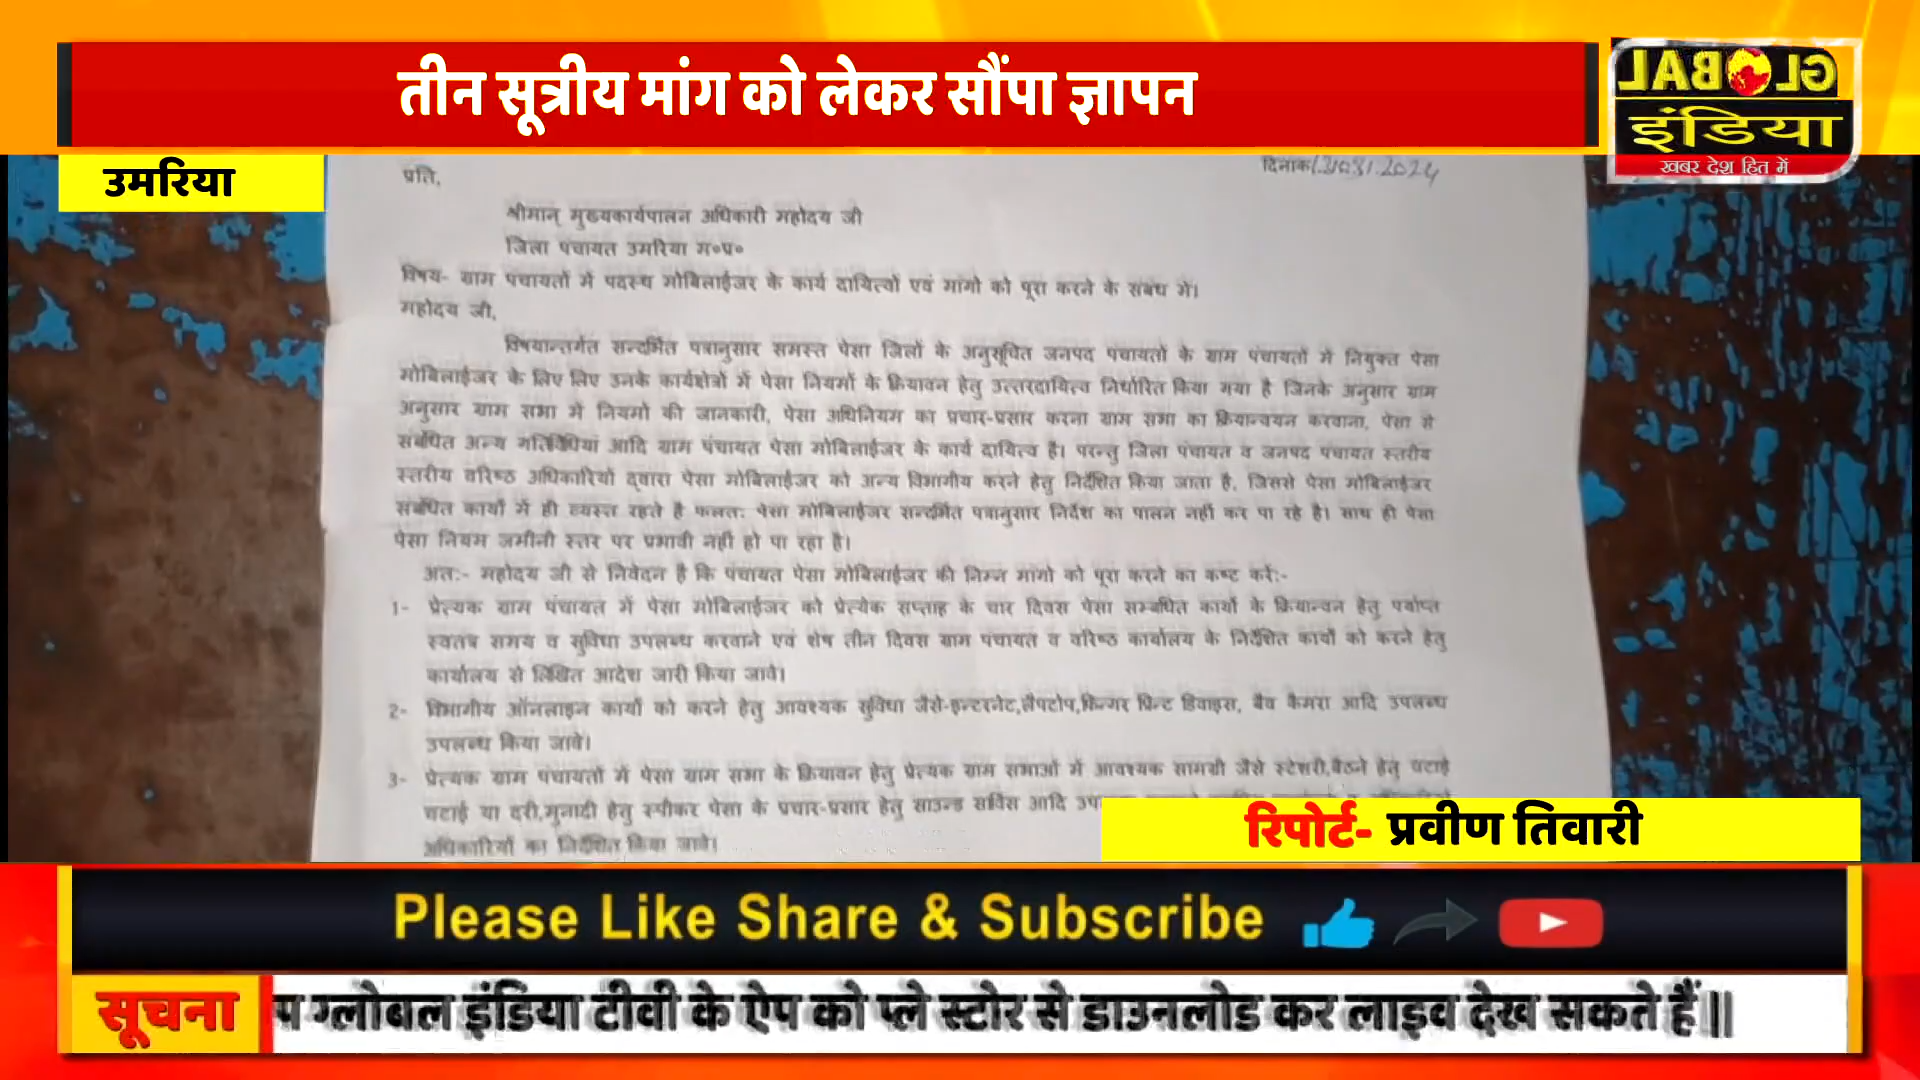 तीन सूत्रीय मांग को लेकर सौंपा ज्ञापन
GLOBAL
इंडिया
खबर देश हित में
उमरिया
प्रति,
दिनांक
श्रीमान् मुख्यकार्यपालन अधिकारी महोदय जी
जिला पंचायत उमरिया म०प्र०
विषय- ग्राम पंचायतों में पदस्थ मोबिलाईजर के कार्य दायित्वों एवं मांगो को पूरा करने के संबंध में।
महोदय जी,
विषयान्तर्गत सन्दर्भित पत्रानुसार समस्त पेसा जिलों के अनुसूचित जनपद पंचायतों के ग्राम पंचायतों में नियुक्त पेसा
मोबिलाईजर के लिए लिए उनके कार्यक्षेत्रों में पेसा नियमों के क्रियावन हेतु उत्तरदायित्व निर्धारित किया गया है जिनके अनुसार ग्राम
अनुसार ग्राम सभा में नियमो की जानकारी, पेसा अधिनियम का प्रचार-प्रसार करना ग्राम सभा का क्रियान्वयन करवाना, पेसा से
संबंधित अन्य गतिविधियां आदि ग्राम पंचायत पेसा मोबिलाईजर के कार्य दायित्व है। परन्तु जिला पंचायत व जनपद पंचायत स्तरीय
स्तरीय वरिष्ठ अधिकारियों द्वारा पेसा मोबिलाईजर को अन्य विभागीय करने हेतु निर्देशित किया जाता है, जिससे पेसा मोबिलाईजर
संबंधित कार्यों में ही व्यस्त रहते है फलतः पेसा मोबिलाईजर सन्दर्भित पत्रानुसार निर्देश का पालन नहीं कर पा रहे है। साथ ही पेसा
पेसा नियम जमीनी स्तर पर प्रभावी नहीं हो पा रहा है।
अतः- महोदय जी से निवेदन है कि पंचायत पेसा मोबिलाईजर की निम्न मांगो को पूरा करने का कष्ट करें:-
1- प्रेत्यक ग्राम पंचायत में पेसा मोबिलाईजर को प्रेत्येक सप्ताह के चार दिवस पेसा सम्बधित कार्यो के क्रियान्वन हेतु पर्याप्त
स्वतंत्र समय व सुविधा उपलब्ध करवाने एवं शेष तीन दिवस ग्राम पंचायत व वरिष्ठ कार्यालय के निर्देशित कार्यों को करने हेतु
कार्यालय से लिखित आदेश जारी किया जावे।
2- विभागीय ऑनलाइन कार्यों को करने हेतु आवश्यक सुविधा जैसे-इन्टरनेट,लैपटोप,फिन्गर प्रिन्ट डिवाइस, वैव कैमरा आदि उपलब्ध
उपलब्ध किया जावे।
3- प्रेत्यक ग्राम पंचायतों में पेसा ग्राम सभा के क्रियावन हेतु प्रेत्यक ग्राम सभाओं में आवश्यक सामग्री जैसे स्टेशरी,बैठने हेतु चटाई
चटाई या दरी,मुनादी हेतु स्पीकर पेसा के प्रचार-प्रसार हेतु साउन्ड सर्विस आदि
अधिकारियों का निर्देशित किया जावे।
रिपोर्ट- प्रवीण तिवारी
Please Like Share & Subscribe
सूचना
प ग्लोबल इंडिया टीवी के ऐप को प्ले स्टोर से डाउनलोड कर लाइव देख सकते हैं ||